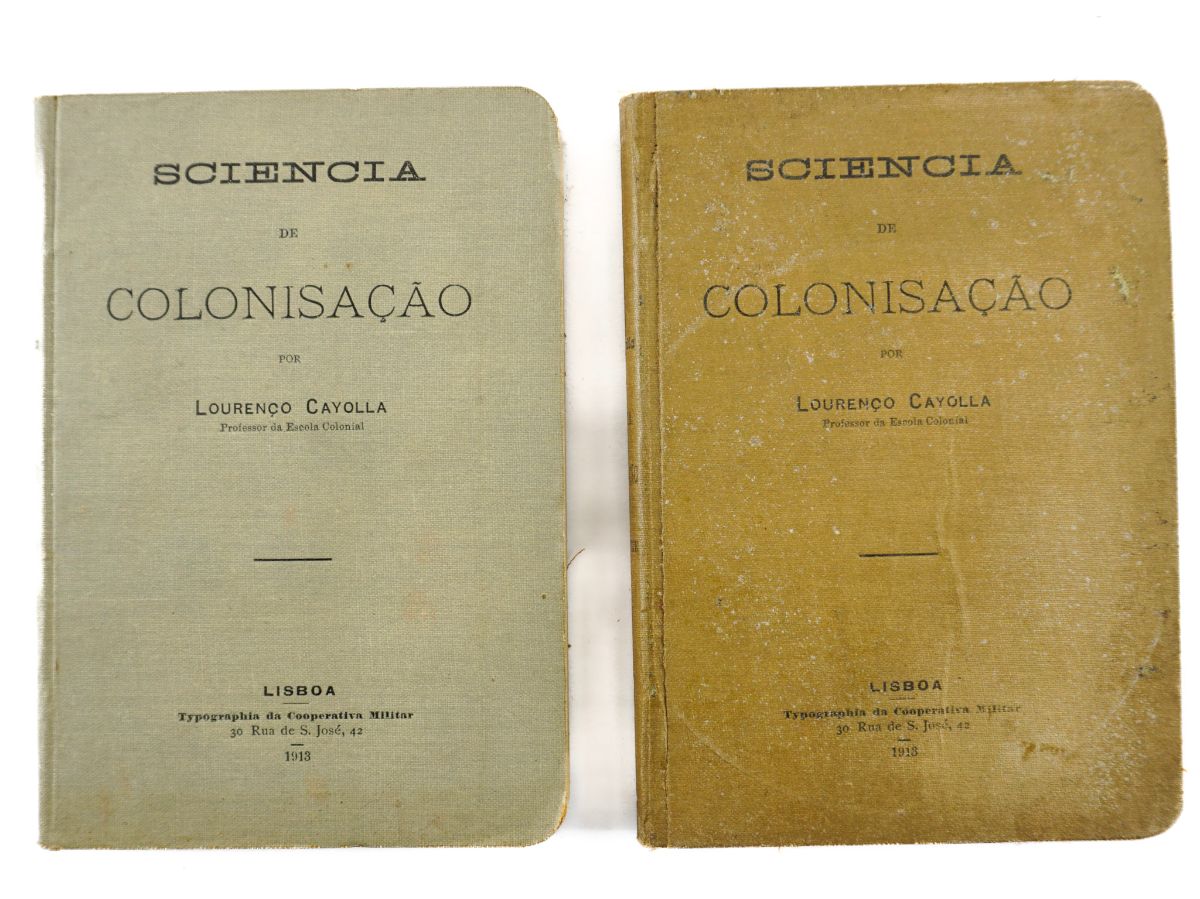 SCIENCIA
DE
COLONISAÇÃO
POR
LOURENÇO CAYOLLA
Professor da Escola Colonial
LISBOA
Typographia da Cooperativa Militar
30 Rua de S. José, 42
1913
SCIENCIA
DE
COLONISAÇÃO
POR
LOURENÇO CAYOLLA
Professor da Escola Colonial
LISBOA
Typographia da Cooperativa Militar
30 Rua de S. José, 42
1913